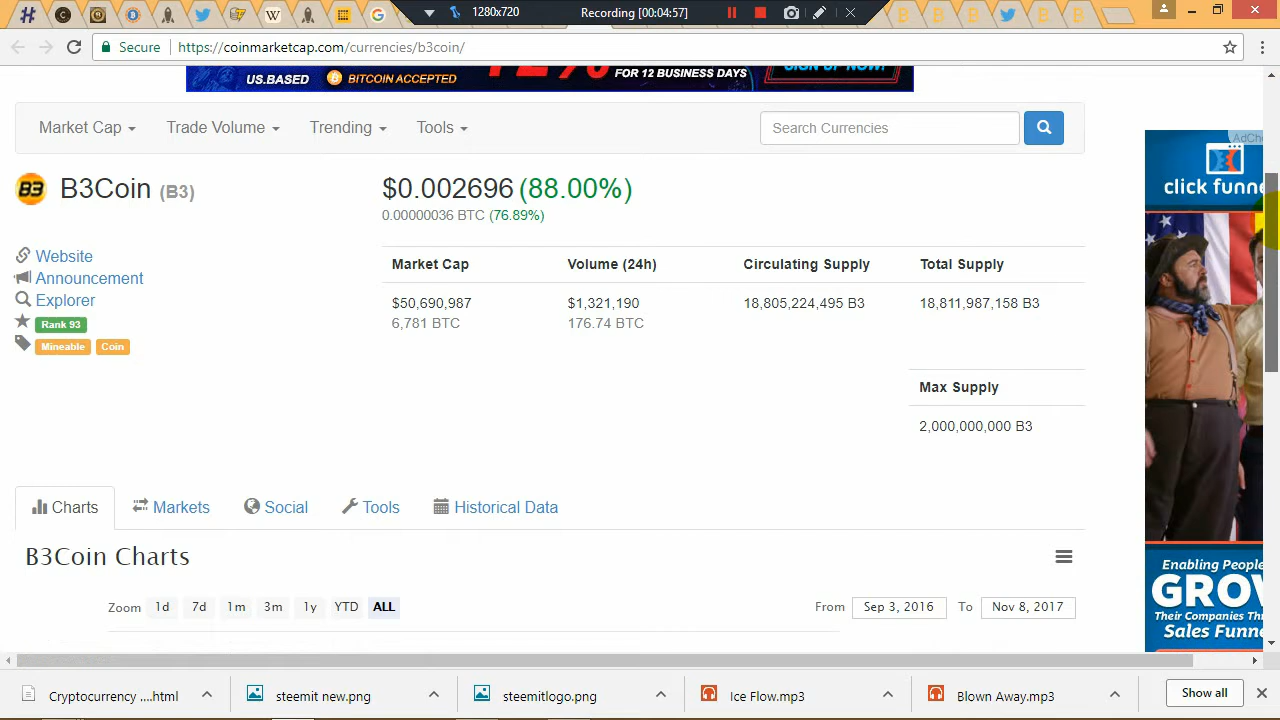 1280x720
Recording [00:04:57]
Secure
https://coinmarketcap.com/currencies/b3coin/
US.BASED
BITCOIN ACCEPTED
FOR 12 BUSINESS DAYS
Market Cap
Trade Volume
Trending
Tools
Search Currencies
B3
B3Coin (B3)
$0.002696 (88.00%)
0.00000036 BTC (76.89%)
Website
Announcement
Explorer
Rank 93
Mineable
Coin
Market Cap
Volume (24h)
Circulating Supply
Total Supply
$50,690,987
$1,321,190
18,805,224,495 B3
18,811,987,158 B3
6,781 BTC
176.74 BTC
Max Supply
2,000,000,000 B3
Charts
Markets
Social
Tools
Historical Data
B3Coin Charts
Zoom
1d
7d
1m
3m
1y
YTD
ALL
From
Sep 3, 2016
To
Nov 8, 2017
click
Enabling
Their Companies
Sales
Cryptocurrency ....html
steemit new.png
steemitlogo.png
Ice Flow.mp3
Blown Away.mp3
Show all